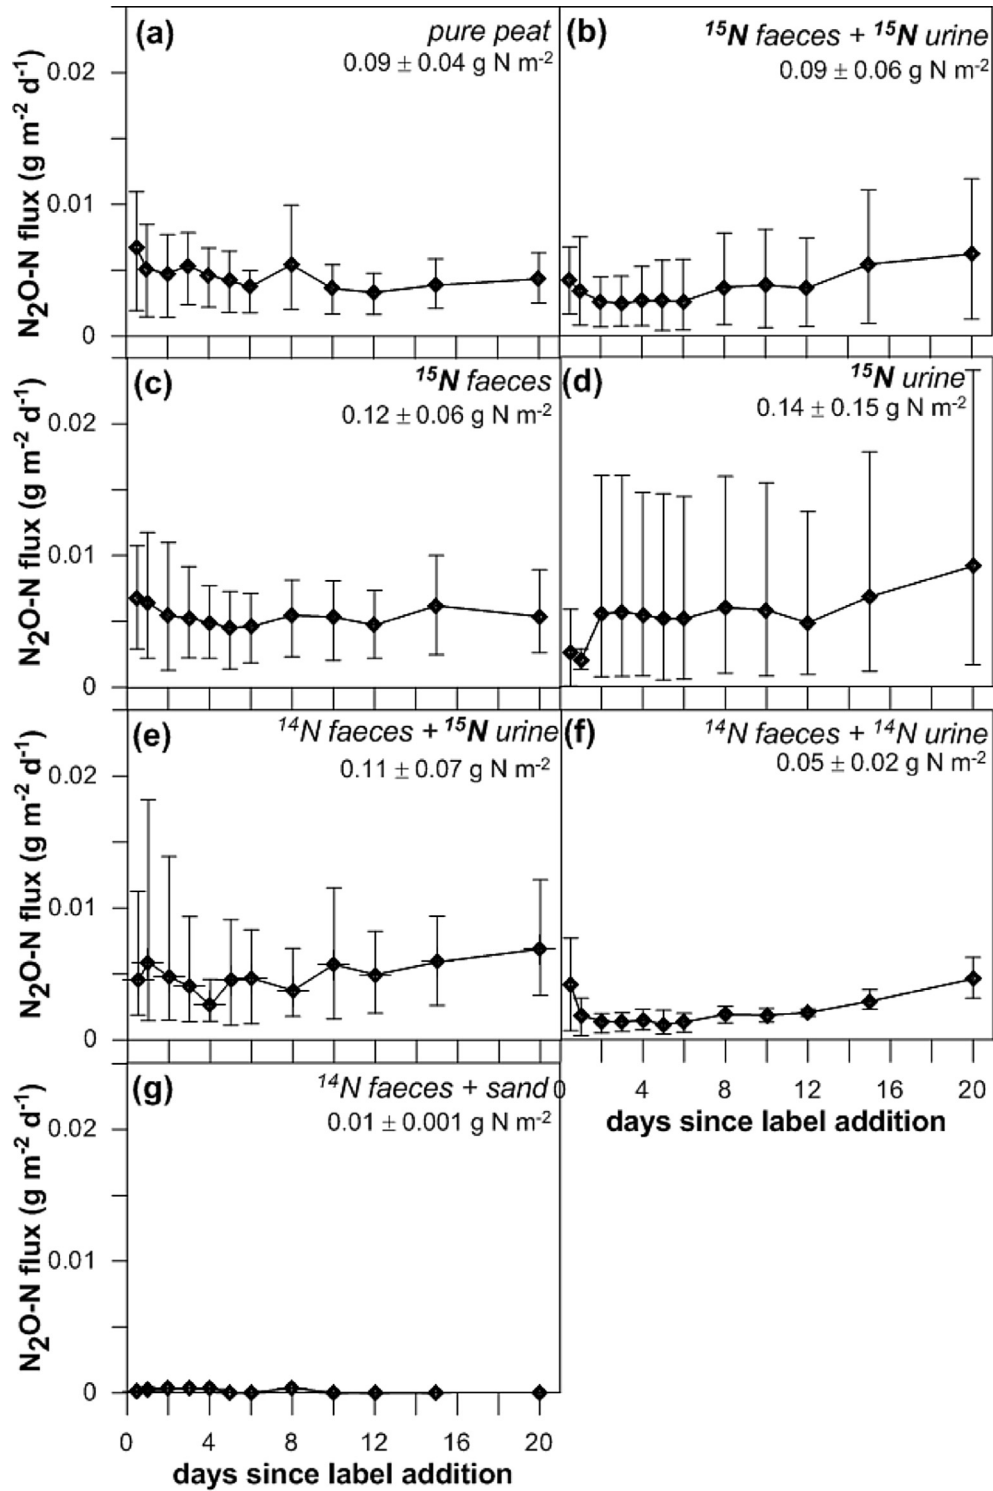 (a)
pure peat
0.09 ± 0.04 g N m⁻²
N₂O-N flux (g m⁻² d⁻¹)
0.02
0.01
0
(b)
¹⁵N faeces + ¹⁵N urine
0.09 ± 0.06 g N m⁻²
(c)
¹⁵N faeces
0.12 ± 0.06 g N m⁻²
N₂O-N flux (g m⁻² d⁻¹)
0.02
0.01
0
(d)
¹⁵N urine
0.14 ± 0.15 g N m⁻²
(e)
¹⁴N faeces + ¹⁵N urine
0.11 ± 0.07 g N m⁻²
N₂O-N flux (g m⁻² d⁻¹)
0.02
0.01
0
(f)
¹⁴N faeces + ¹⁴N urine
0.05 ± 0.02 g N m⁻²
0 4 8 12 16 20
days since label addition
(g)
¹⁴N faeces + sand
0.01 ± 0.001 g N m⁻²
N₂O-N flux (g m⁻² d⁻¹)
0.02
0.01
0
0 4 8 12 16 20
days since label addition